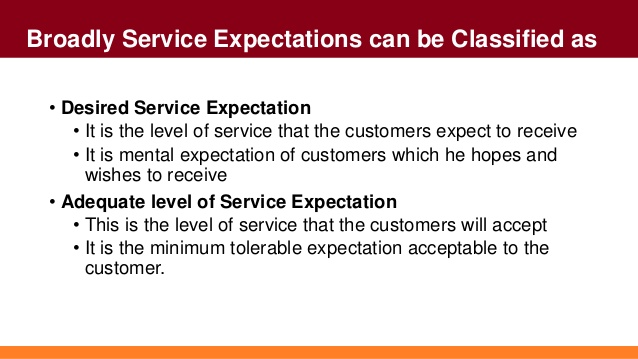 Broadly Service Expectations can be Classified as
• Desired Service Expectation
• It is the level of service that the customers expect to receive
• It is mental expectation of customers which he hopes and
wishes to receive
• Adequate level of Service Expectation
• This is the level of service that the customers will accept
• It is the minimum tolerable expectation acceptable to the
customer.